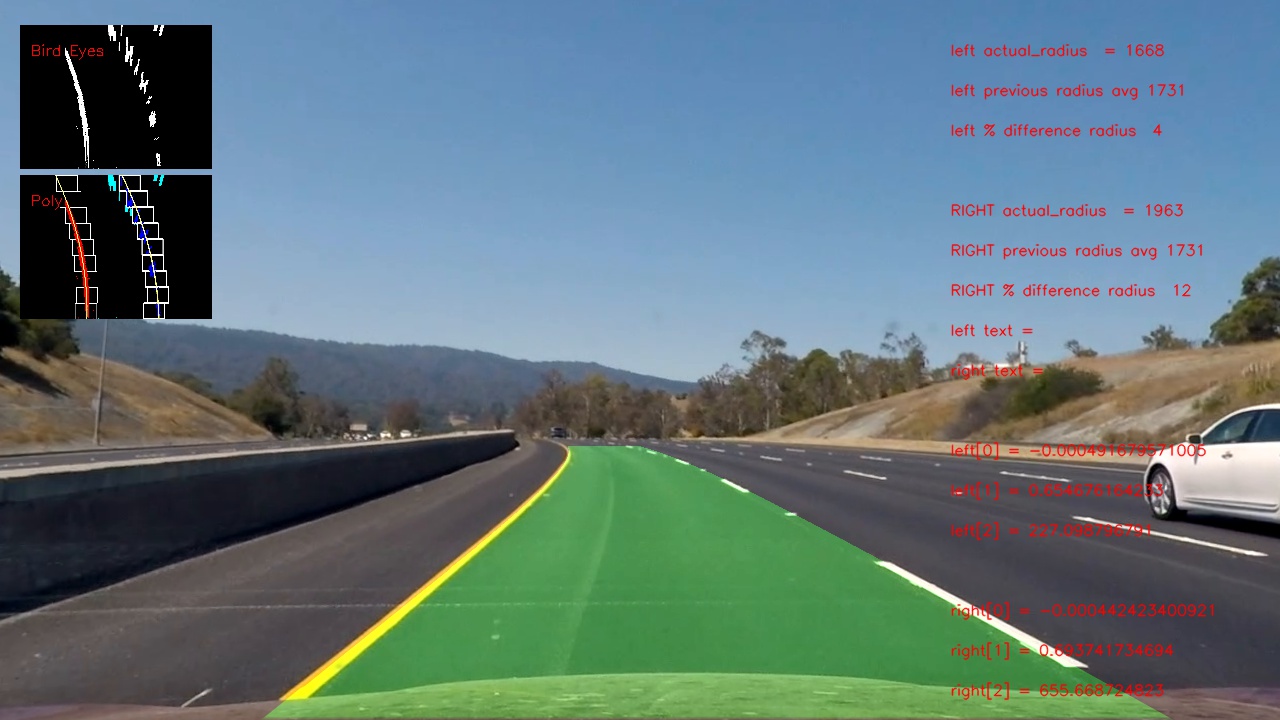 Bird Eyes
Poly
left actual_radius = 1668
left previous radius avg 1731
left % difference radius 4
RIGHT actual_radius = 1963
RIGHT previous radius avg 1731
RIGHT % difference radius 12
left text =
right text =
left[0] = -0.000491679571005
left[1] = 0.654676164233
left[2] = 227.098796791
right[0] = -0.000442423400921
right[1] = 0.693741734694
right[2] = 655.668724823